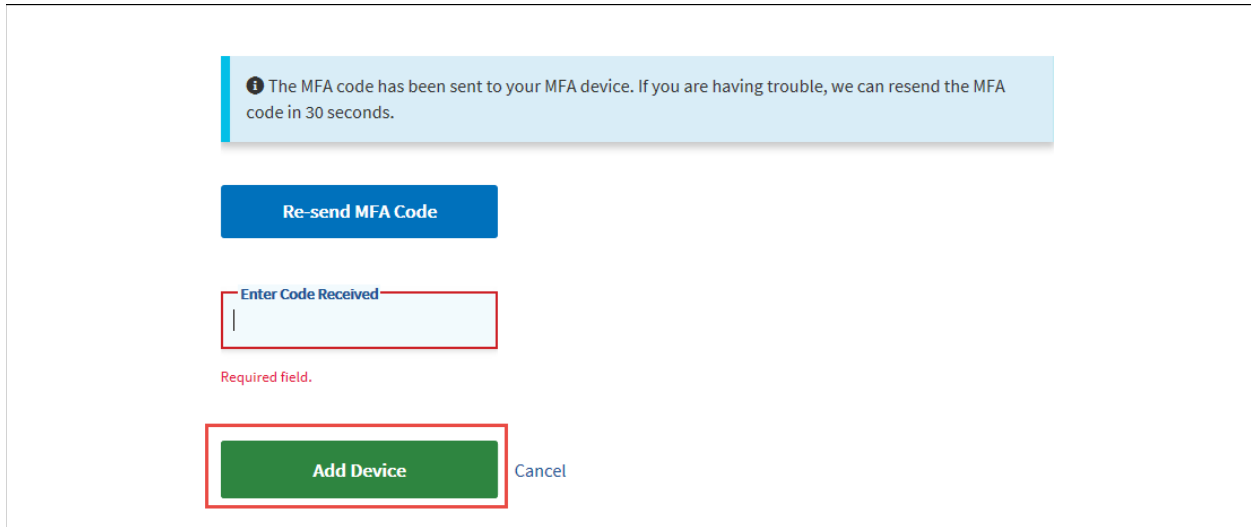 The MFA code has been sent to your MFA device. If you are having trouble, we can resend the MFA
code in 30 seconds.
Re-send MFA Code
Enter Code Received
Required field.
Add Device
Cancel